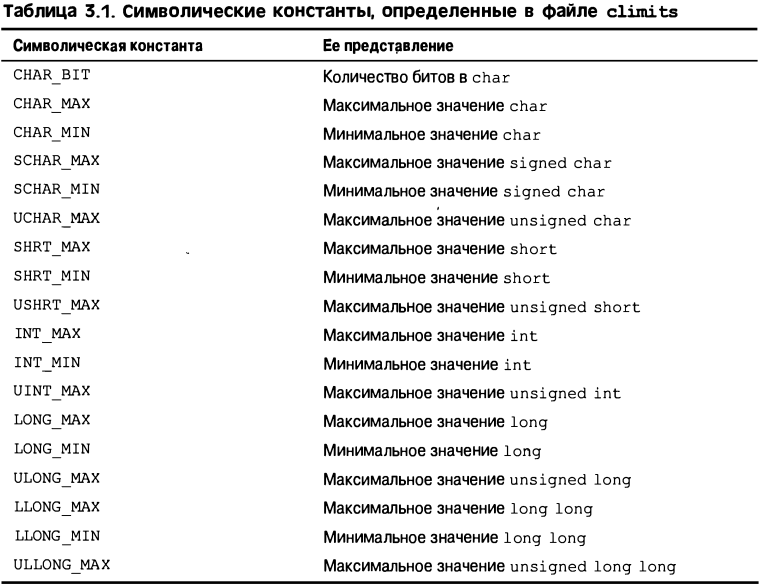 Таблица 3.1. Символические константы, определенные в файле climits
Символическая константа Ее представление
CHAR_BIT Количество битов в char
CHAR_MAX Максимальное значение char
CHAR_MIN Минимальное значение char
SCHAR_MAX Максимальное значение signed char
SCHAR_MIN Минимальное значение signed char
UCHAR_MAX Максимальное значение unsigned char
SHRT_MAX Максимальное значение short
SHRT_MIN Минимальное значение short
USHRT_MAX Максимальное значение unsigned short
INT_MAX Максимальное значение int
INT_MIN Минимальное значение int
UINT_MAX Максимальное значение unsigned int
LONG_MAX Максимальное значение long
LONG_MIN Минимальное значение long
ULONG_MAX Максимальное значение unsigned long
LLONG_MAX Максимальное значение long long
LLONG_MIN Минимальное значение long long
ULLONG_MAX Максимальное значение unsigned long long